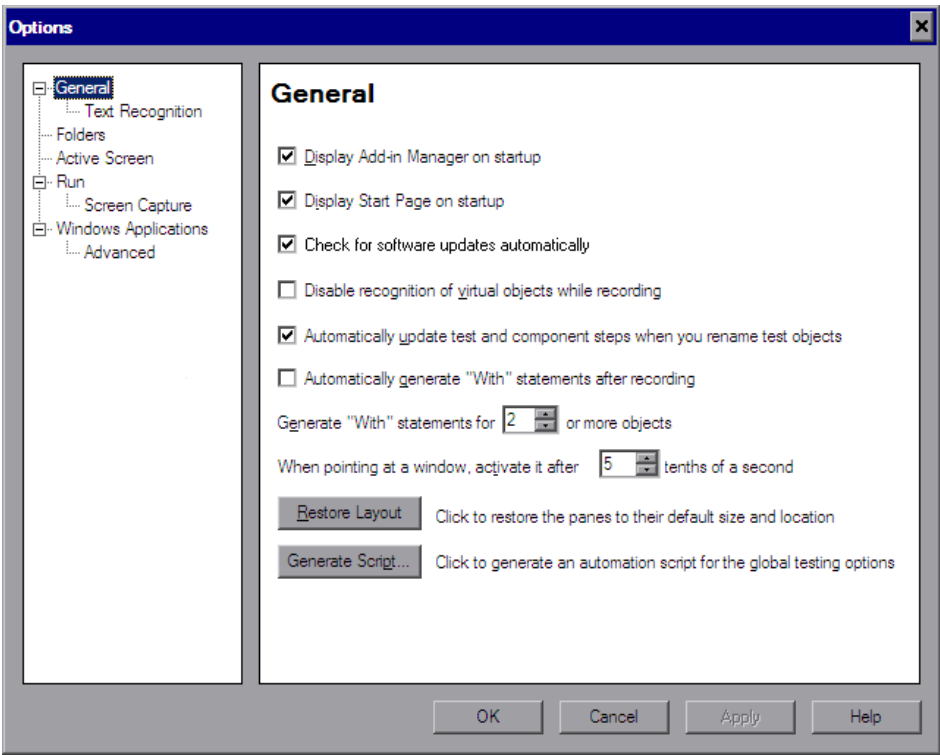 Options
General
Text Recognition
Folders
Active Screen
Run
Screen Capture
Windows Applications
Advanced
General
Display Add-in Manager on startup
Display Start Page on startup
Check for software updates automatically
Disable recognition of virtual objects while recording
Automatically update test and component steps when you rename test objects
Automatically generate "With" statements after recording
Generate "With" statements for 2 or more objects
When pointing at a window, activate it after 5 tenths of a second
Restore Layout Click to restore the panes to their default size and location
Generate Script... Click to generate an automation script for the global testing options
OK Cancel Apply Help